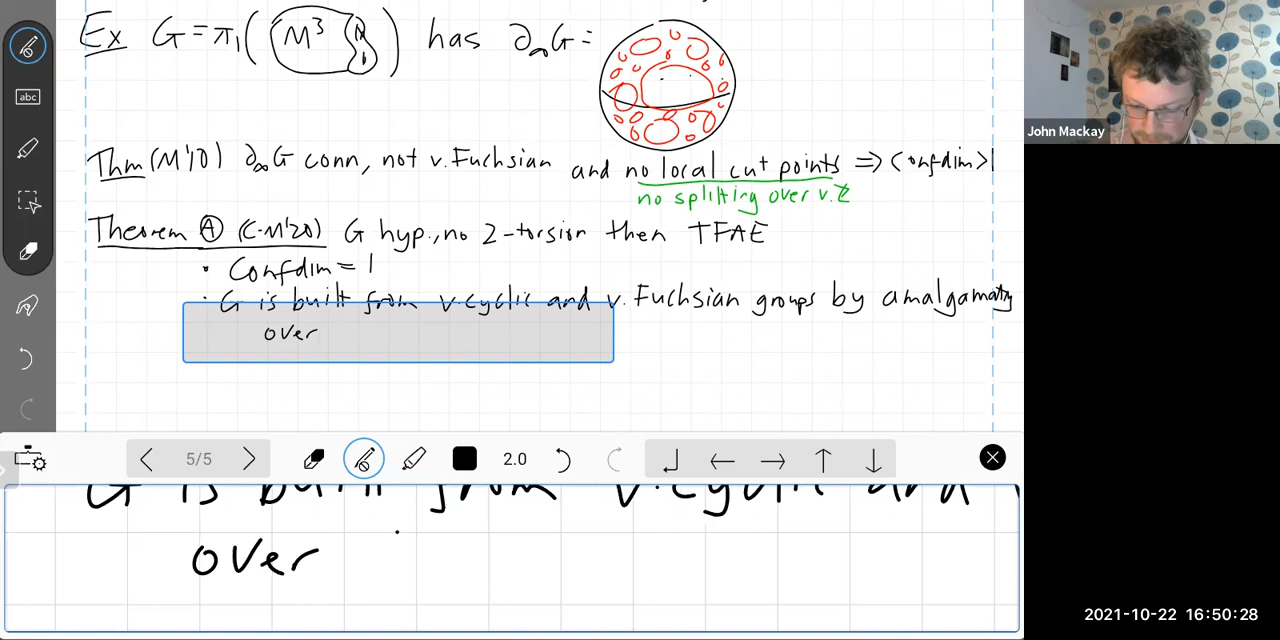 Ex G = π₁( M³ ) has ∂∞G =
abc
John Mackay
Thm (M'10) ∂∞G conn, not v. Fuchsian and no local cut points ⇒ Confdim>1
no splitting over v.ℤ
Theorem Ⓐ (C-M'20) G hyp., no 2-torsion then TFAE
• Confdim = 1
• G is built from v.cyclic and v. Fuchsian groups by amalgamating
over
5/5 2.0
G is built from v.cyclic and
over
2021-10-22 16:50:28